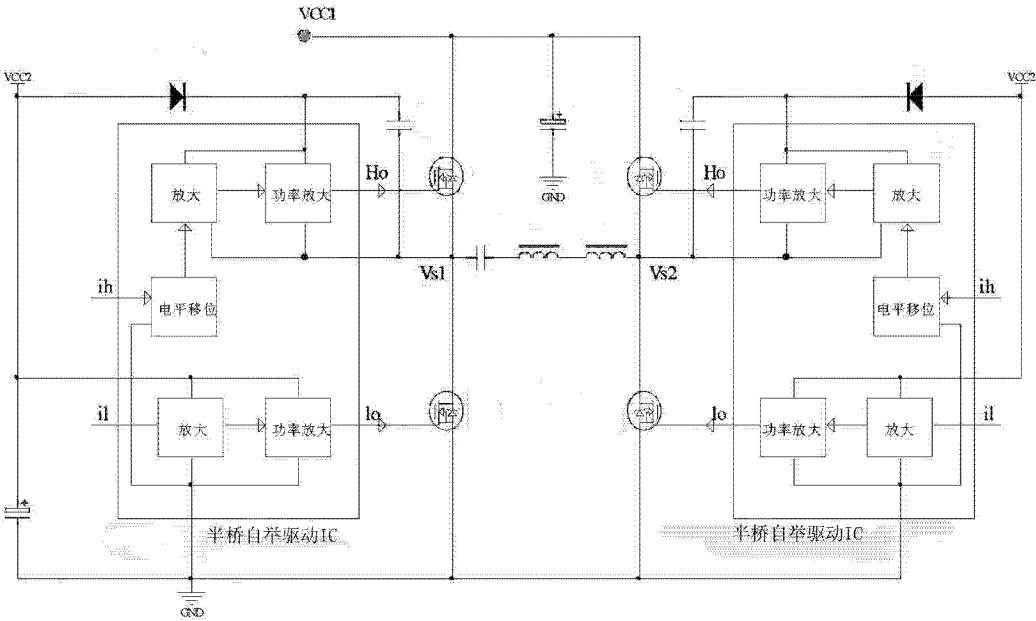 VCC1
VCC2
VCC2
放大
功率放大
Ho
GND
Ho
功率放大
放大
Vs1
Vs2
ih
电平移位
电平移位
ih
il
放大
功率放大
lo
lo
功率放大
放大
il
半桥自举驱动IC
半桥自举驱动IC
GND